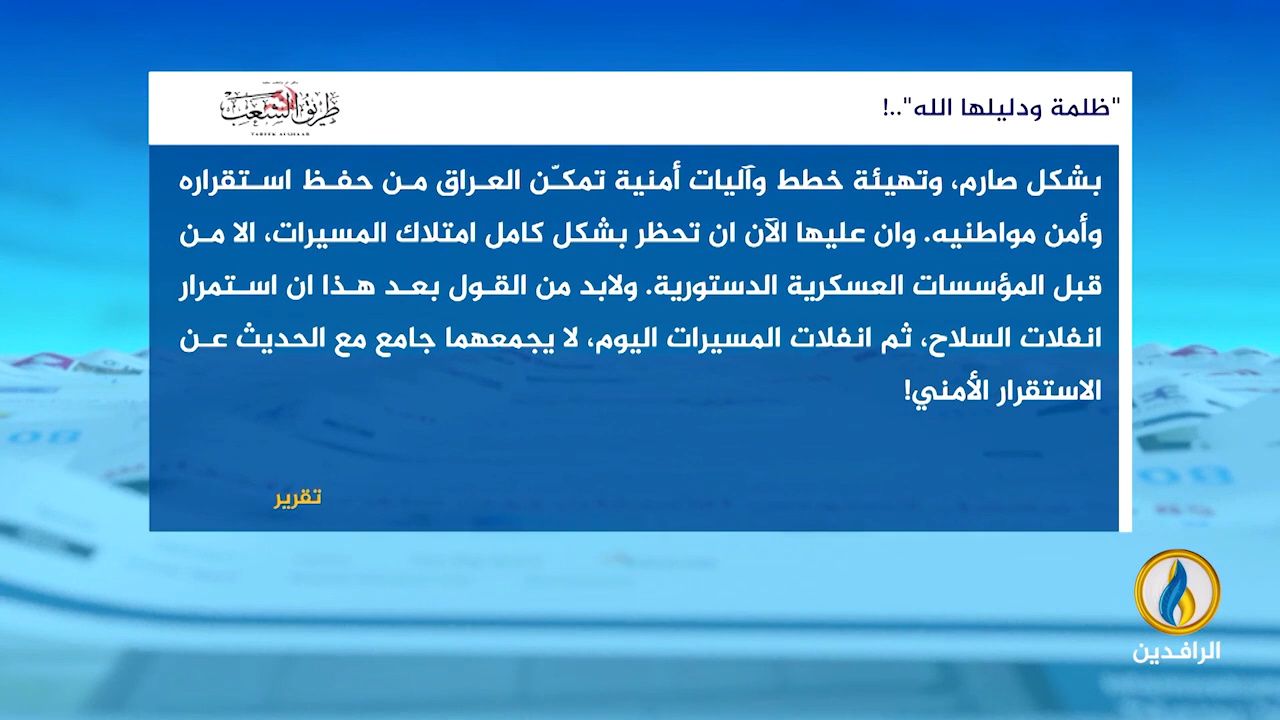 "ظلمة ودليلها الله"..!
طريق الشعب
TAREEK ASHAAB
بشكل صارم، وتهيئة خطط وآليات أمنية تمكّن العراق من حفظ استقراره
وأمن مواطنيه. وان عليها الآن ان تحظر بشكل كامل امتلاك المسيرات، الا من
قبل المؤسسات العسكرية الدستورية. ولابد من القول بعد هذا ان استمرار
انفلات السلاح، ثم انفلات المسيرات اليوم، لا يجمعهما جامع مع الحديث عن
الاستقرار الأمني!
تقرير
الرافدين